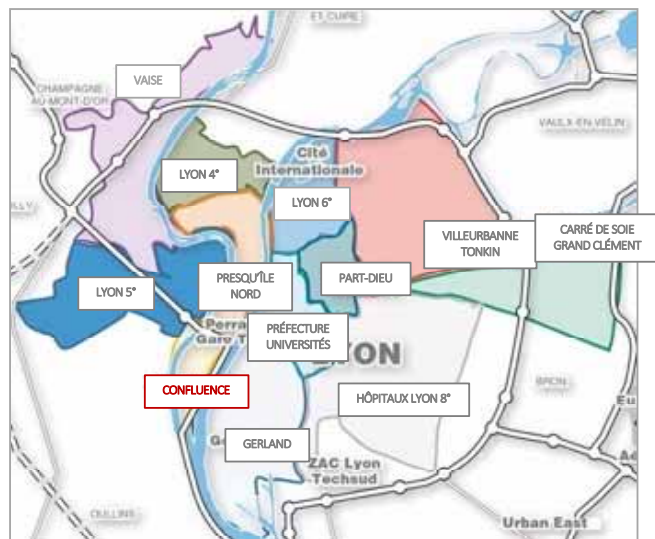 ET CUIRE
VAISE
CHAMPAGNE
AU-MONT-D'OR
VAULX-EN-VELIN
Cité
Internationale
LYON 4°
LYON 6°
CARRÉ DE SOIE
GRAND CLÉMENT
VILLEURBANNE
TONKIN
PRESQU'ÎLE
NORD
PART-DIEU
LYON 5°
PRÉFECTURE
UNIVERSITÉS
LYON
CONFLUENCE
HÔPITAUX LYON 8°
BRON
GERLAND
ZAC Lyon
Techsud
OULLINS
Urban East